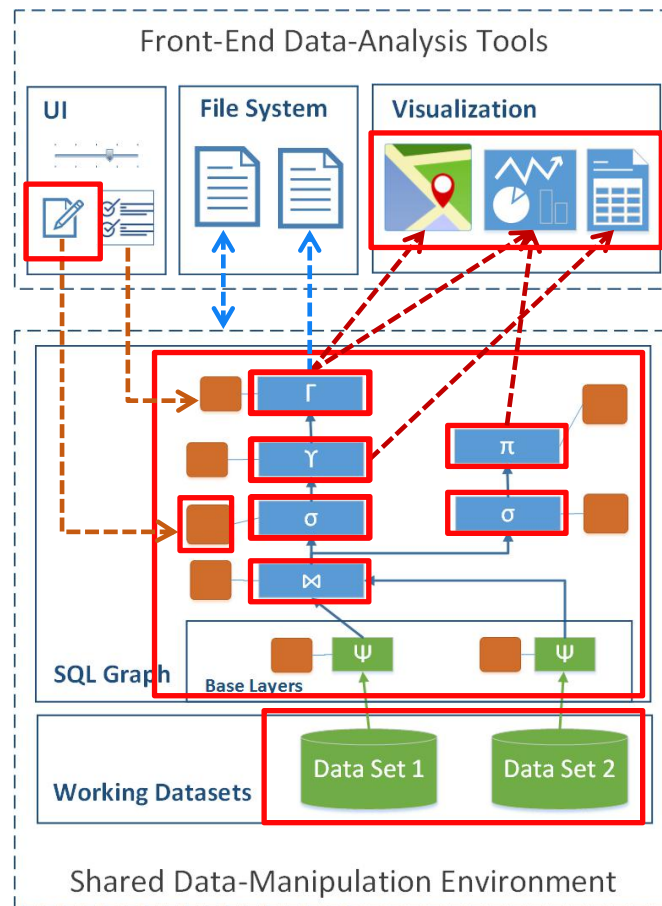 Front-End Data-Analysis Tools
UI
File System
Visualization
Γ
ϒ
π
σ
σ
⋈
Ψ
Ψ
SQL Graph
Base Layers
Data Set 1
Data Set 2
Working Datasets
Shared Data-Manipulation Environment